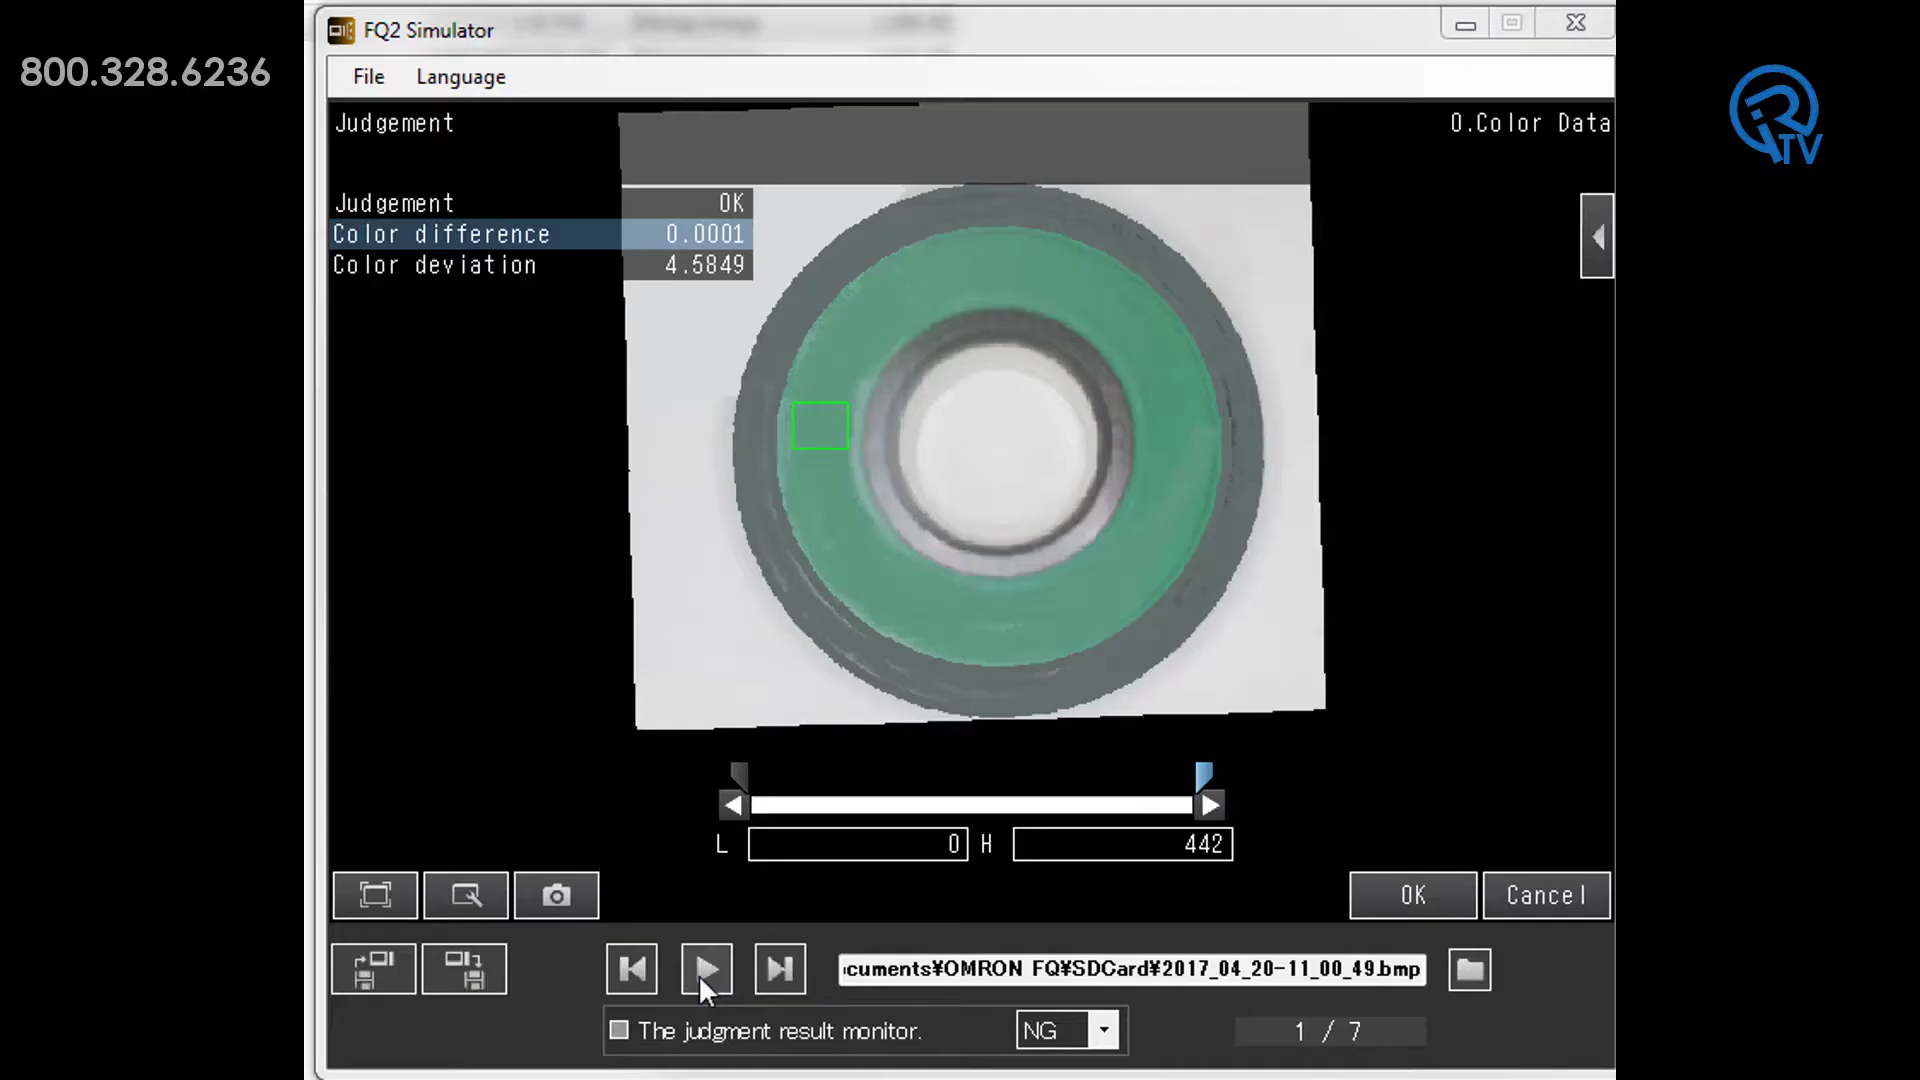 800.328.6236
FQ2 Simulator
File Language
Judgement
0.Color Data
Judgement OK
Color difference 0.0001
Color deviation 4.5849
L 0 H 442
OK Cancel
cuments¥OMRON FQ¥SDCard¥2017_04_20-11_00_49.bmp
The judgment result monitor. NG 1 / 7
R TV